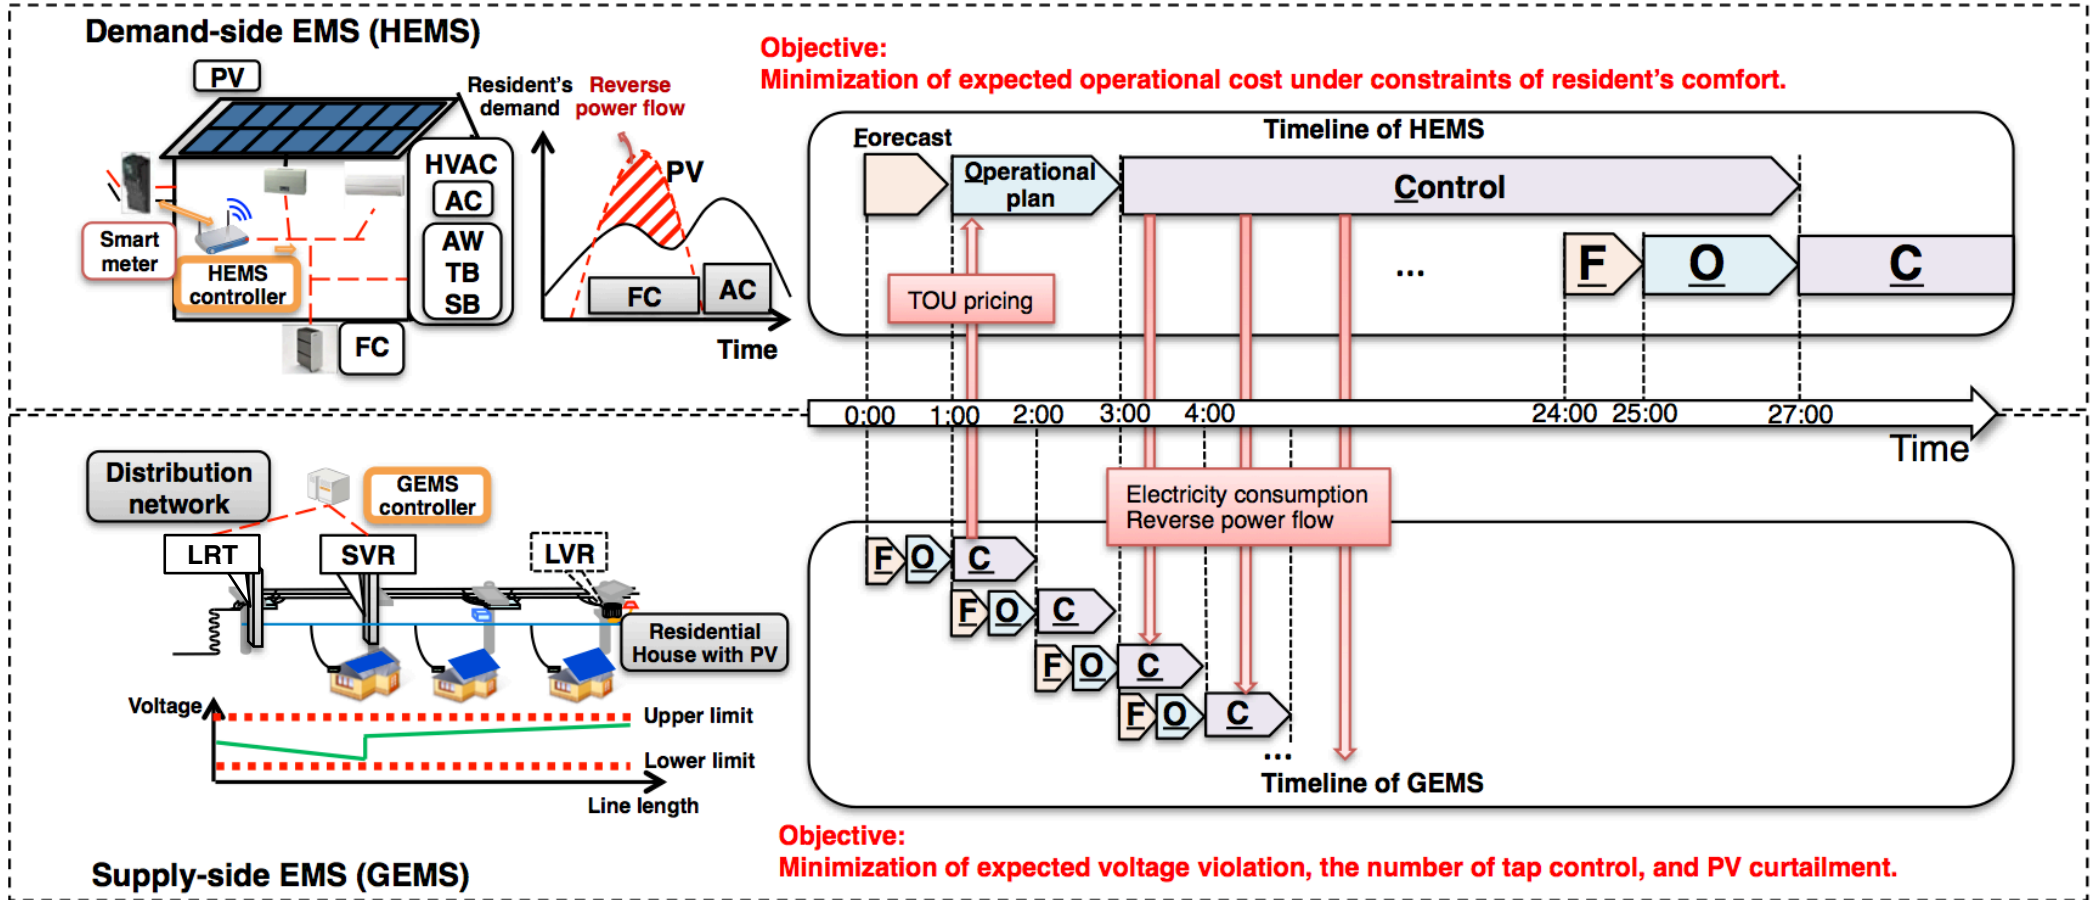 Demand-side EMS (HEMS)
Objective:
Minimization of expected operational cost under constraints of resident's comfort.
PV
Resident's
demand
Reverse
power flow
PV
HVAC
AC
AW
TB
SB
Smart
meter
HEMS
controller
FC
FC
AC
Time
Timeline of HEMS
Forecast
Operational
plan
Control
TOU pricing
...
F
O
C
0:00
1:00
2:00
3:00
4:00
24:00
25:00
27:00
Time
Distribution
network
GEMS
controller
LRT
SVR
LVR
Residential
House with PV
Voltage
Upper limit
Lower limit
Line length
Electricity consumption
Reverse power flow
F
O
C
F
O
C
F
O
C
F
O
C
...
Timeline of GEMS
Objective:
Minimization of expected voltage violation, the number of tap control, and PV curtailment.
Supply-side EMS (GEMS)